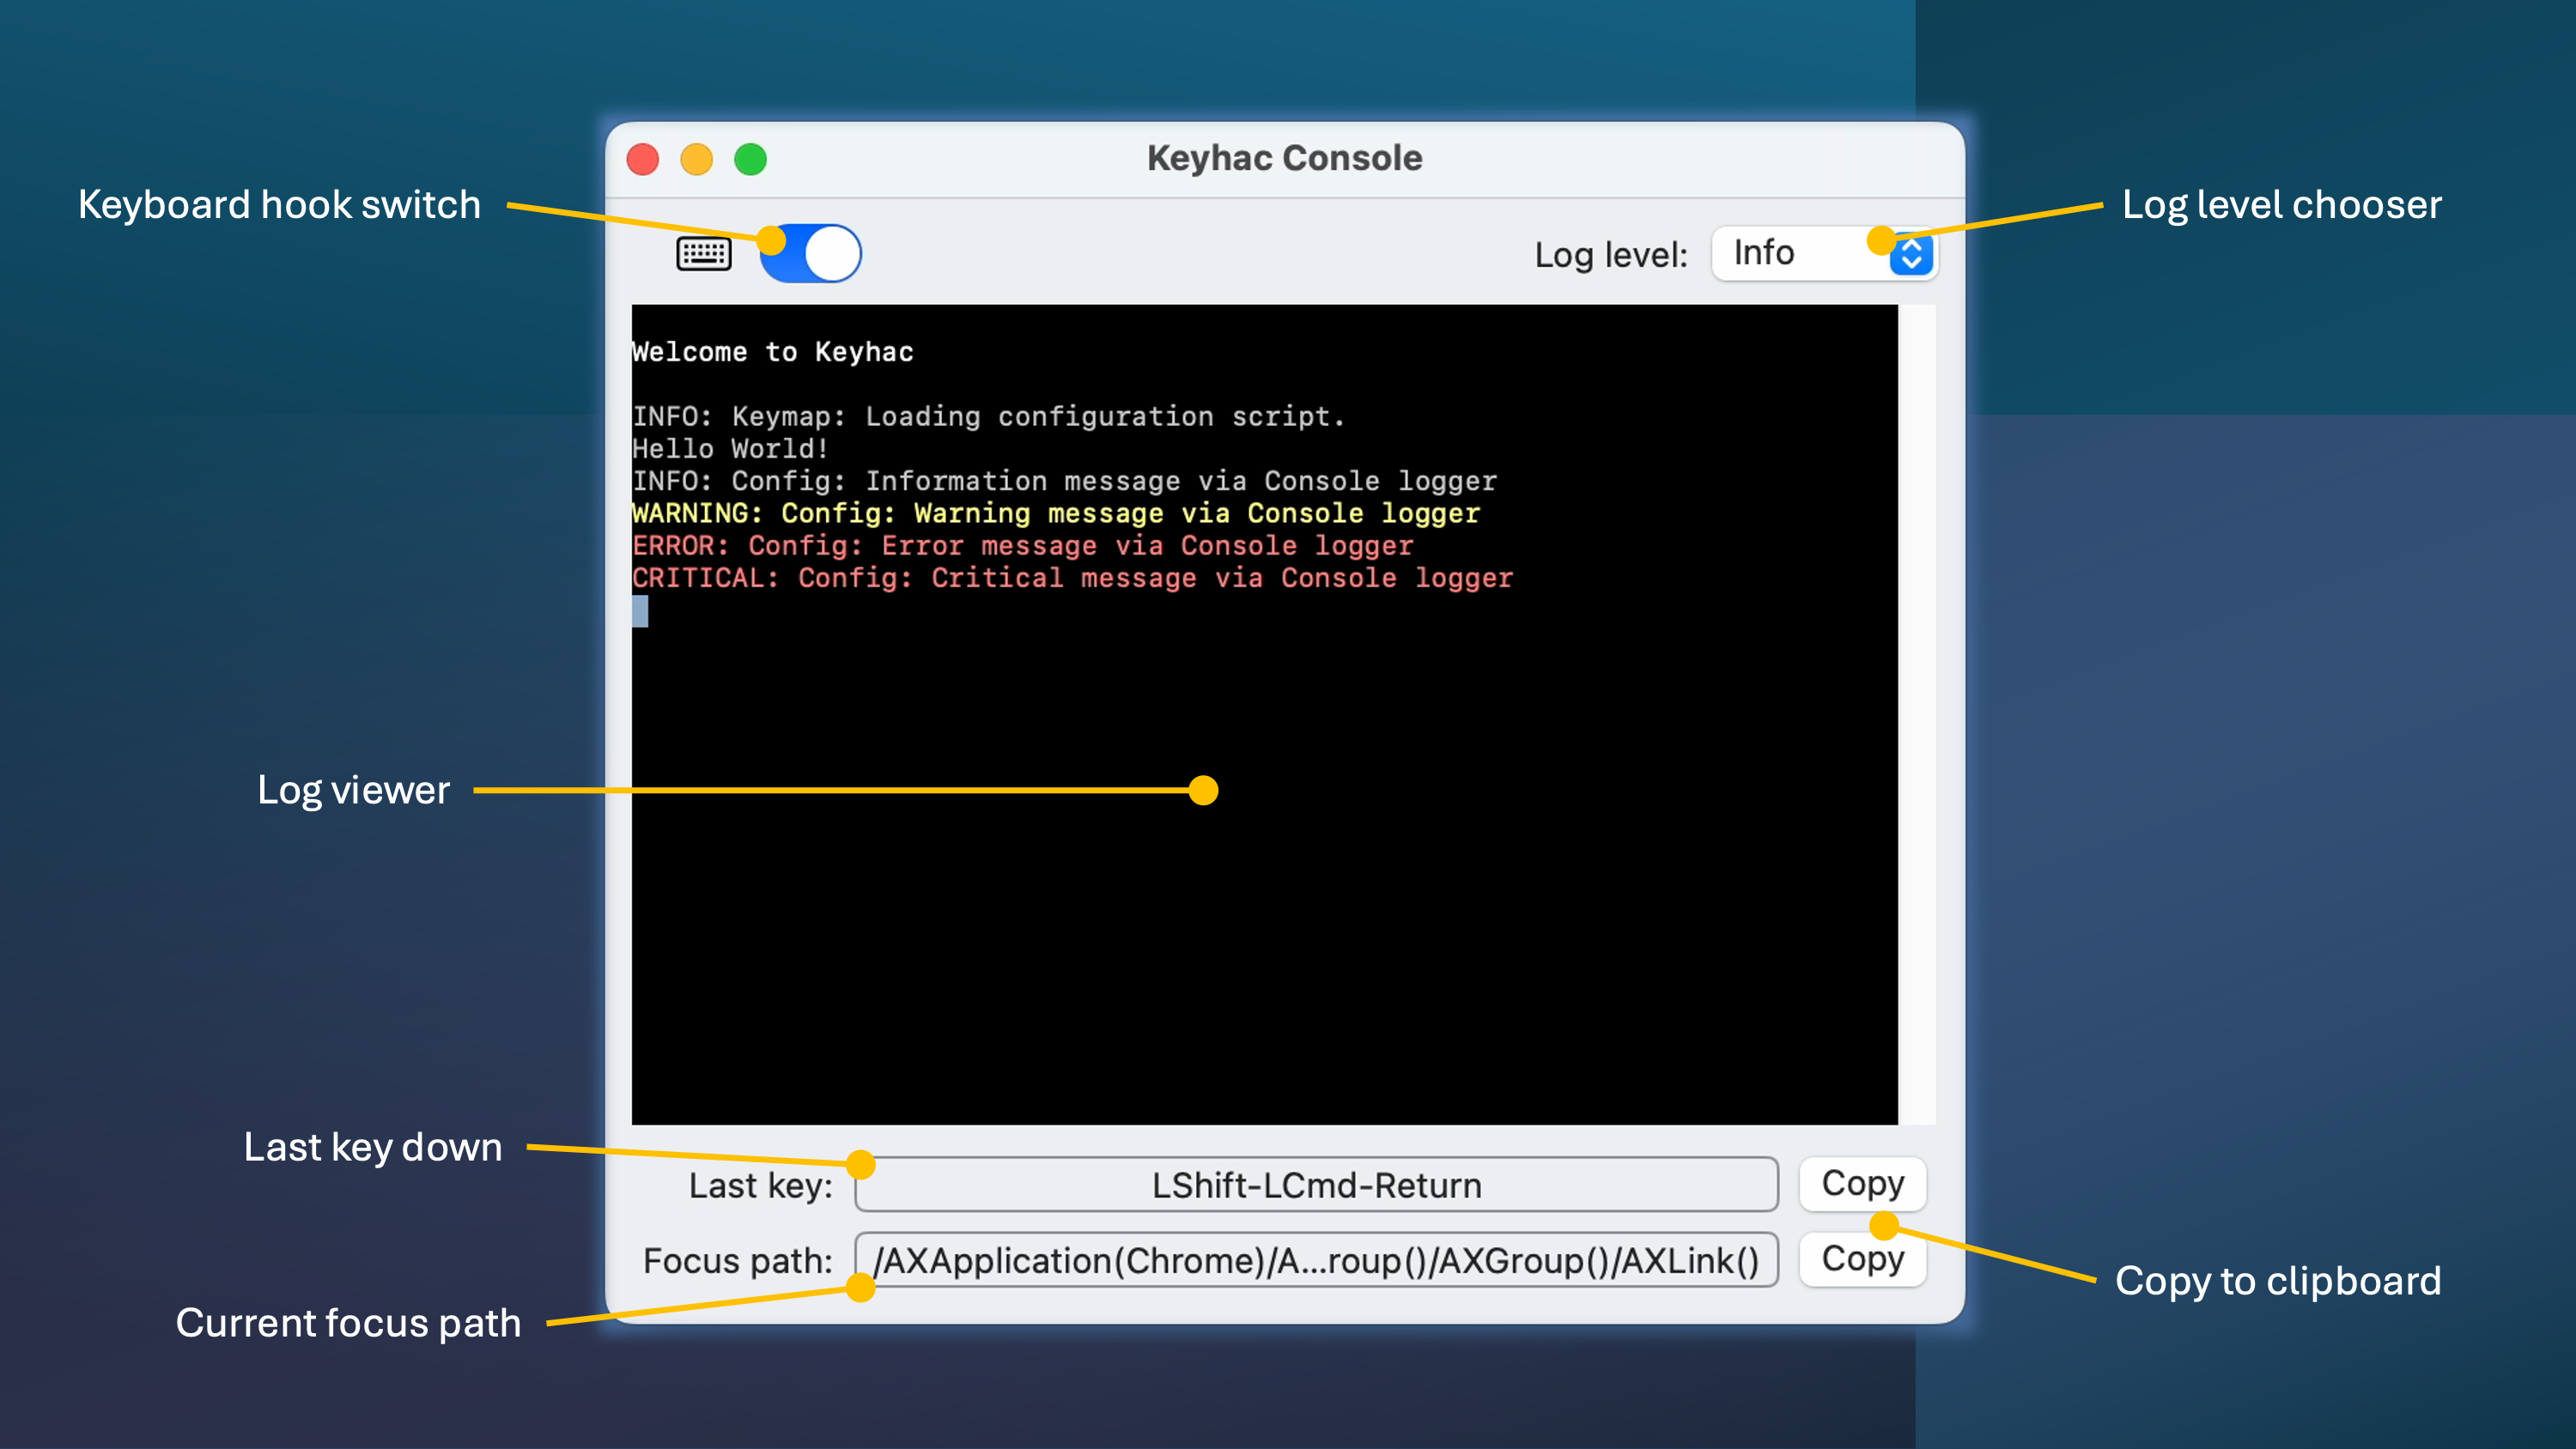 Keyhac Console
Keyboard hook switch
Log level chooser
Log level: Info
Welcome to Keyhac
INFO: Keymap: Loading configuration script.
Hello World!
INFO: Config: Information message via Console logger
WARNING: Config: Warning message via Console logger
ERROR: Config: Error message via Console logger
CRITICAL: Config: Critical message via Console logger
Log viewer
Last key down
Last key: LShift-LCmd-Return Copy
Focus path: /AXApplication(Chrome)/A...roup()/AXGroup()/AXLink() Copy
Copy to clipboard
Current focus path